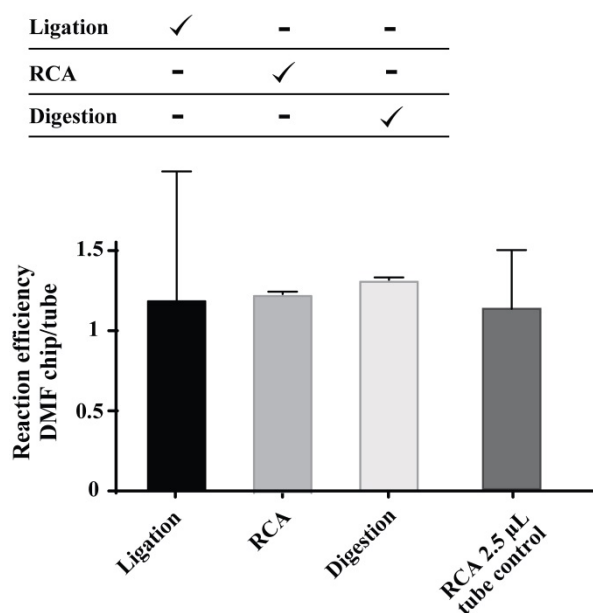 Ligation ✓ - -
RCA - ✓ -
Digestion - - ✓
Reaction efficiency
DMF chip/tube
1.5
1
0.5
0
Ligation
RCA
Digestion
RCA 2.5 µL
tube control